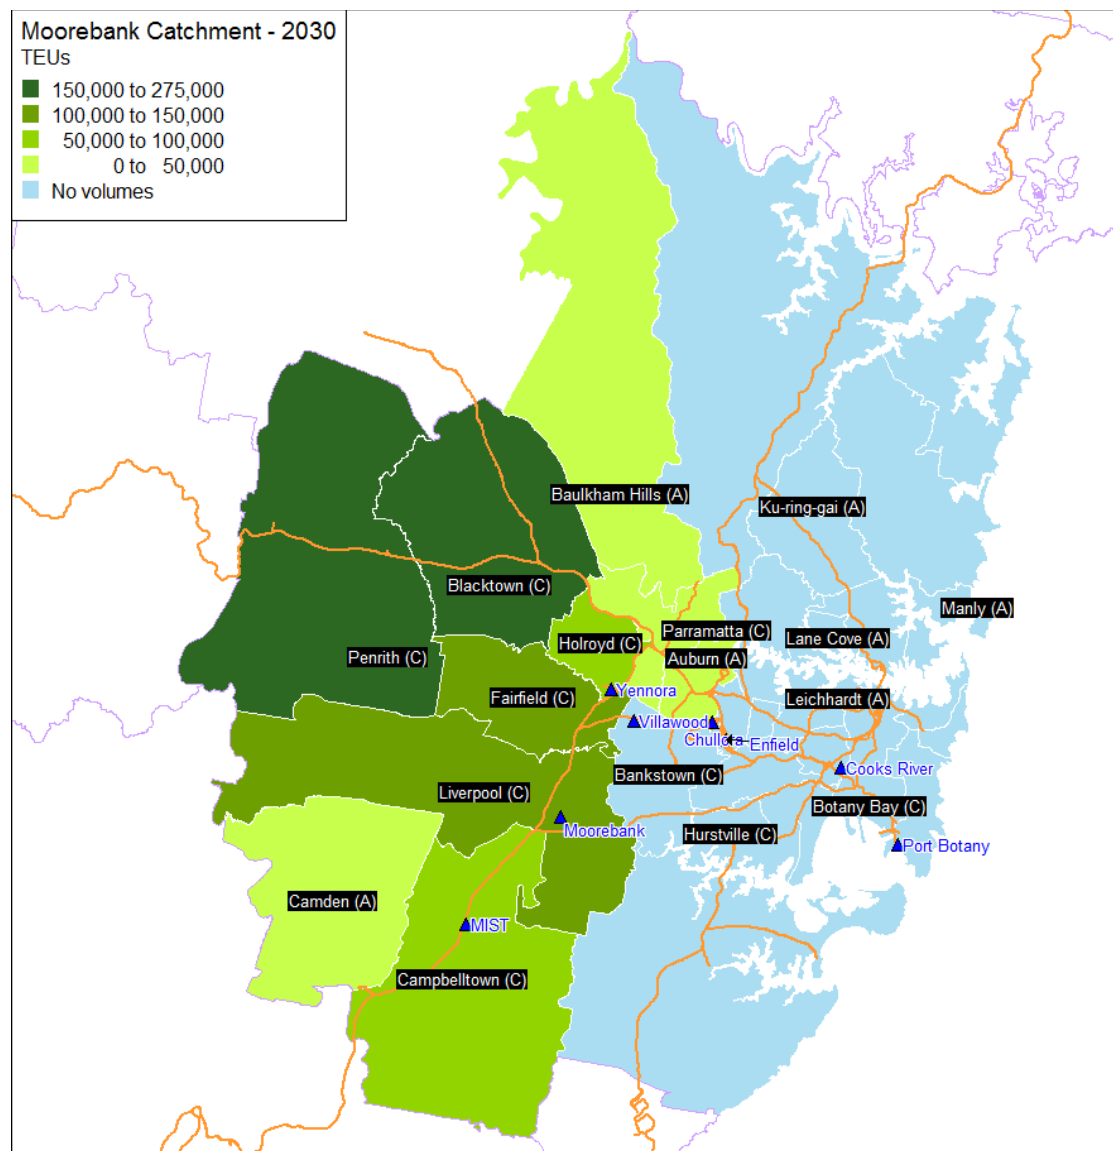 Moorebank Catchment - 2030
TEUs
150,000 to 275,000
100,000 to 150,000
50,000 to 100,000
0 to 50,000
No volumes
Baulkham Hills (A)
Ku-ring-gai (A)
Blacktown (C)
Manly (A)
Parramatta (C)
Lane Cove (A)
Holroyd (C)
Penrith (C)
Auburn (A)
Yennora
Fairfield (C)
Leichhardt (A)
Villawood
Chullora
Enfield
Bankstown (C)
Cooks River
Liverpool (C)
Botany Bay (C)
Moorebank
Hurstville (C)
Port Botany
Camden (A)
MIST
Campbelltown (C)